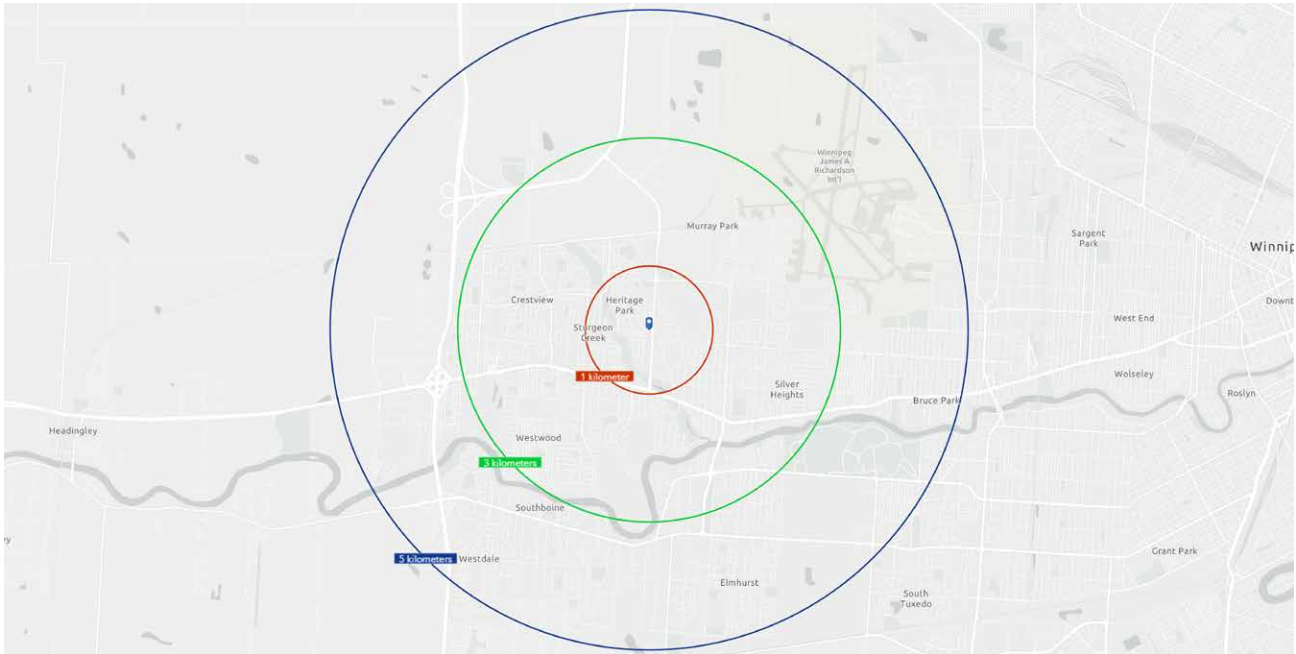 Winnipeg
James A.
Richardson
Int'l
Murray Park
Sargent
Park
Winnip
Crestview
Heritage
Park
Downt
Sturgeon
Creek
West End
1 kilometer
Wolseley
Silver
Heights
Bruce Park
Roslyn
Headingley
Westwood
3 kilometers
Southboine
ey
Grant Park
5 kilometers
Westdale
Elmhurst
South
Tuxedo